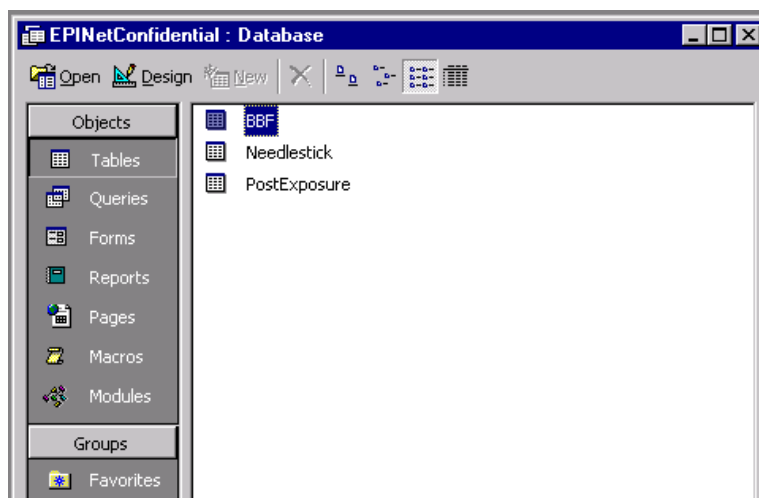 EPINetConfidential : Database
Open Design New
Objects
Tables
Queries
Forms
Reports
Pages
Macros
Modules
Groups
Favorites
BBF
Needlestick
PostExposure